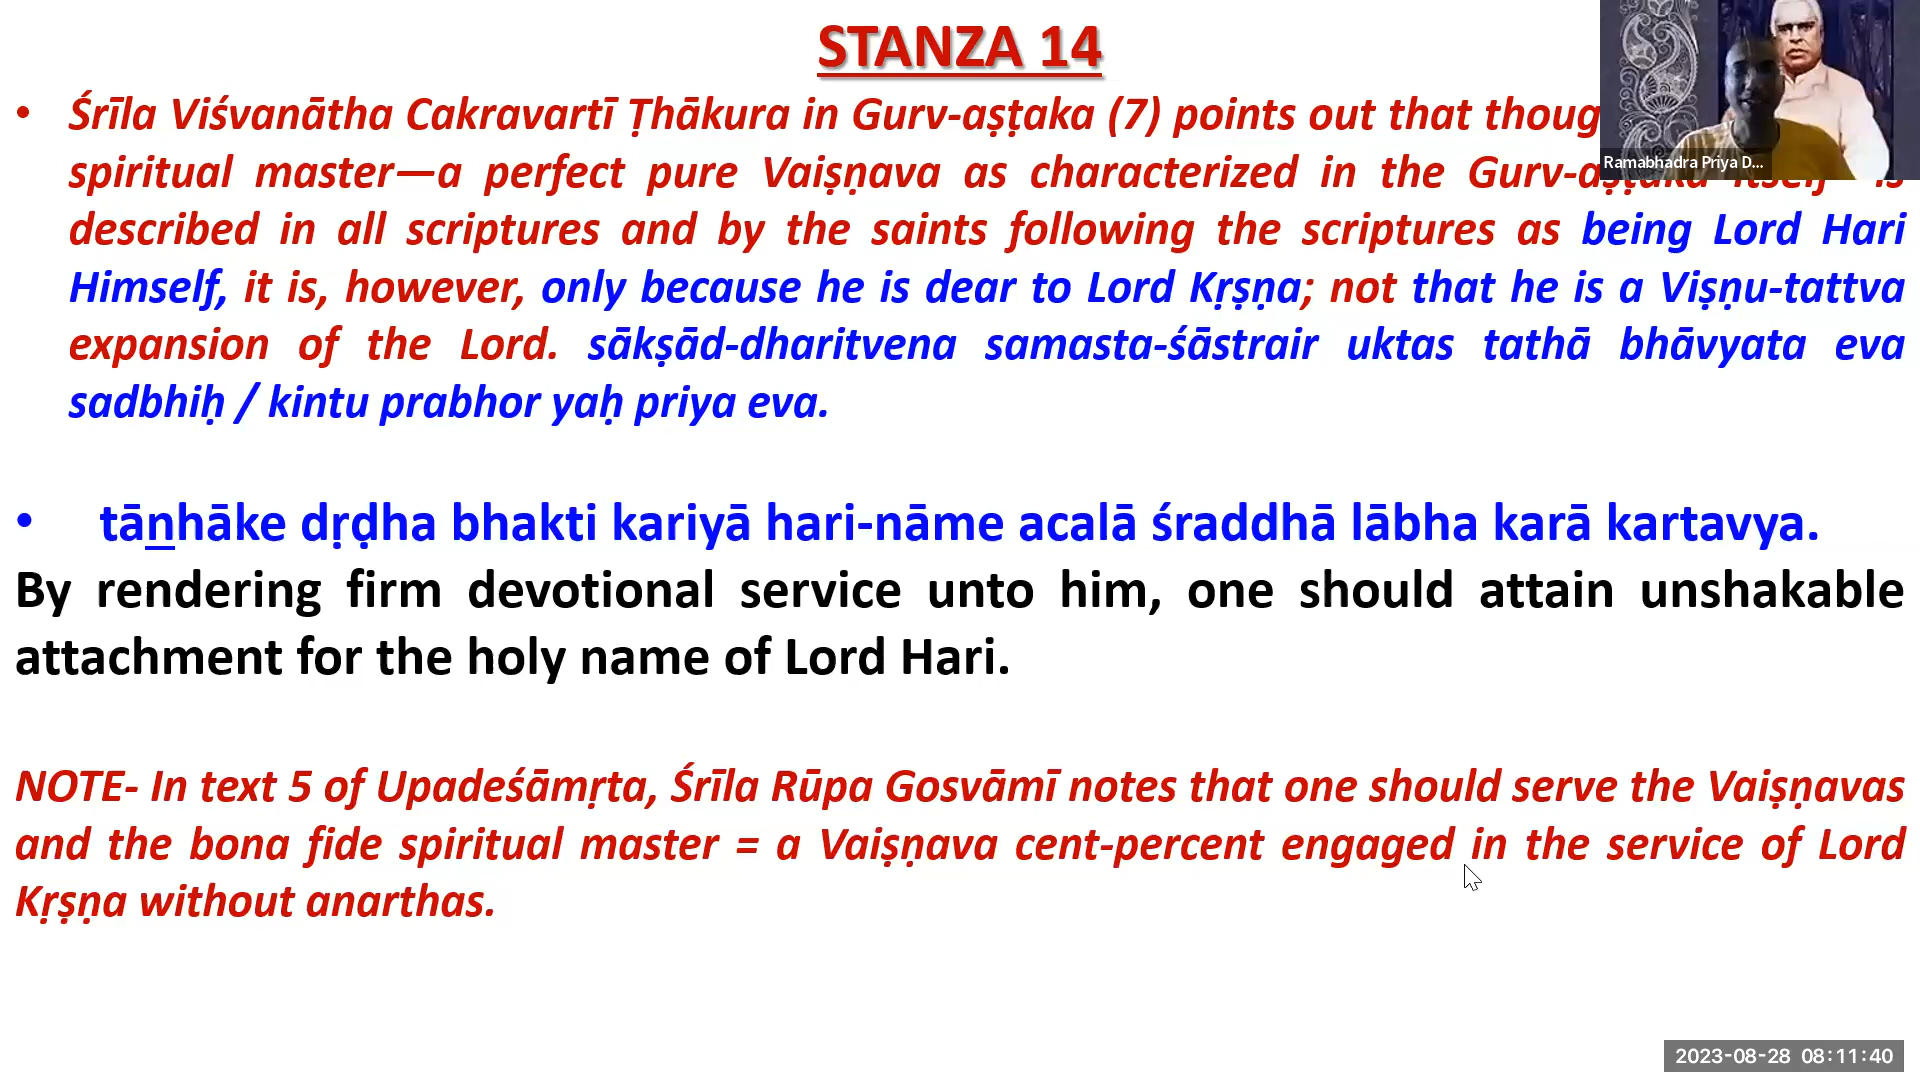 STANZA 14
• Śrīla Viśvanātha Cakravartī Ṭhākura in Gurv-aṣṭaka (7) points out that
spiritual master—a perfect pure Vaiṣṇava as characterized in the
described in all scriptures and by the saints following the scriptures as being Lord Hari
Himself, it is, however, only because he is dear to Lord Kṛṣṇa; not that he is a Viṣṇu-tattva
expansion of the Lord. sākṣād-dharitvena samasta-śāstrair uktas tathā bhāvyata eva
sadbhiḥ / kintu prabhor yaḥ priya eva.
• tāṉhāke dṛḍha bhakti kariyā hari-nāme acalā śraddhā lābha karā kartavya.
By rendering firm devotional service unto him, one should attain unshakable
attachment for the holy name of Lord Hari.
NOTE- In text 5 of Upadeśāmṛta, Śrīla Rūpa Gosvāmī notes that one should serve the Vaiṣṇavas
and the bona fide spiritual master = a Vaiṣṇava cent-percent engaged in the service of Lord
Kṛṣṇa without anarthas.
Ramabhadra Priya D...
2023-08-28 08:11:40